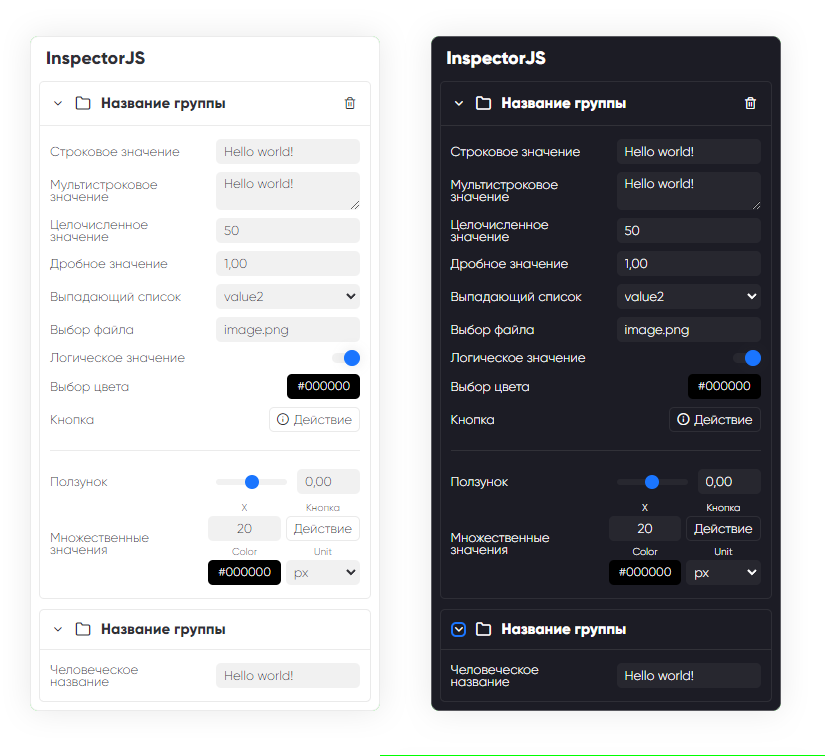 InspectorJS
Название группы
Строковое значение
Hello world!
Мультистроковое
значение
Hello world!
Целочисленное
значение
50
Дробное значение
1,00
Выпадающий список
value2
Выбор файла
image.png
Логическое значение
Выбор цвета
#000000
Кнопка
Действие
Ползунок
0,00
Множественные
значения
X
Кнопка
20
Действие
Color
Unit
#000000
px
Название группы
Человеческое
название
Hello world!
InspectorJS
Название группы
Строковое значение
Hello world!
Мультистроковое
значение
Hello world!
Целочисленное
значение
50
Дробное значение
1,00
Выпадающий список
value2
Выбор файла
image.png
Логическое значение
Выбор цвета
#000000
Кнопка
Действие
Ползунок
0,00
Множественные
значения
X
Кнопка
20
Действие
Color
Unit
#000000
px
Название группы
Человеческое
название
Hello world!